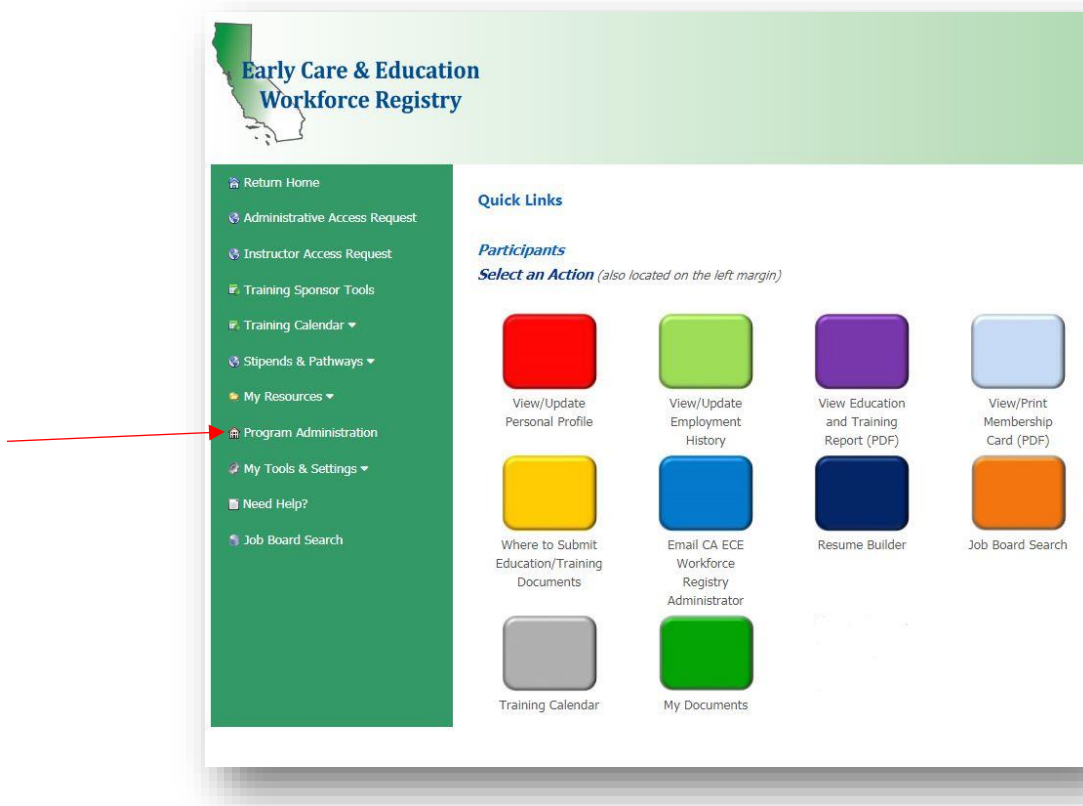 Early Care & Education
Workforce Registry
Return Home
Administrative Access Request
Instructor Access Request
Training Sponsor Tools
Training Calendar
Stipends & Pathways
My Resources
Program Administration
My Tools & Settings
Need Help?
Job Board Search
Quick Links
Participants
Select an Action (also located on the left margin)
View/Update
Personal Profile
View/Update
Employment
History
View Education
and Training
Report (PDF)
View/Print
Membership
Card (PDF)
Where to Submit
Education/Training
Documents
Email CA ECE
Workforce
Registry
Administrator
Resume Builder
Job Board Search
Training Calendar
My Documents